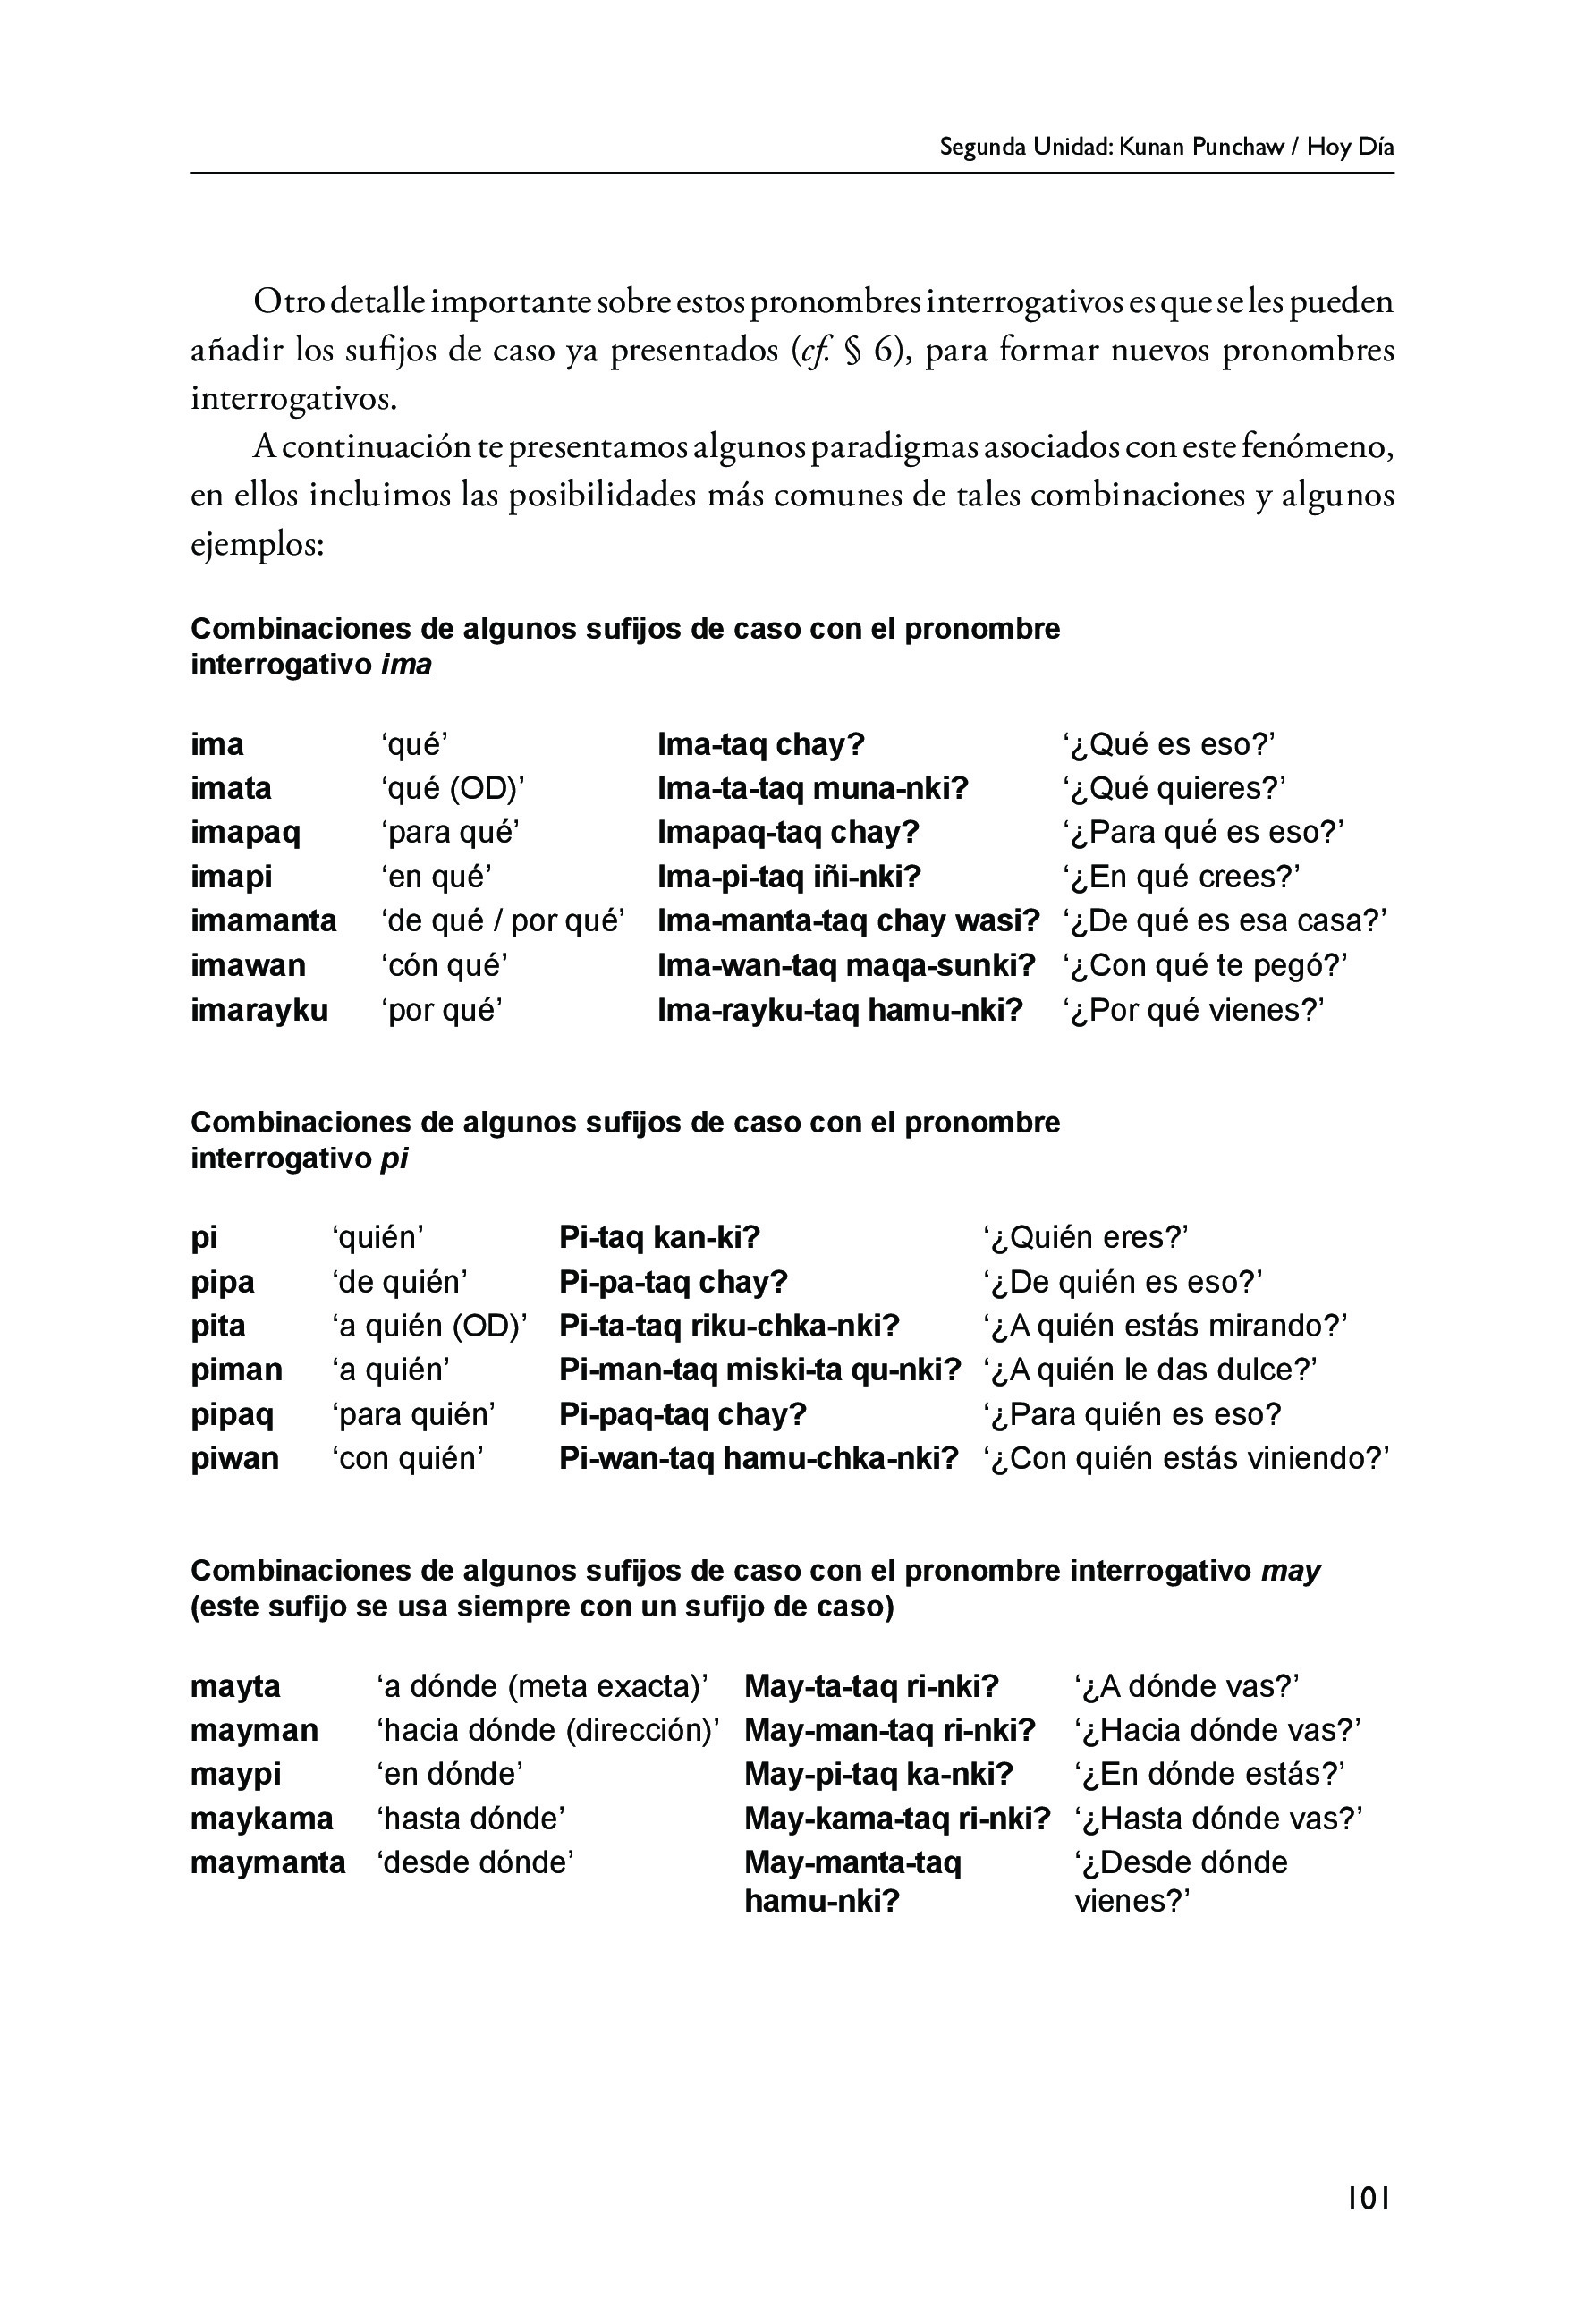 Segunda Unidad: Kunan Punchaw / Hoy Día
Otro detalle importante sobre estos pronombres interrogativos es que se les pueden
añadir los sufijos de caso ya presentados (cf. § 6), para formar nuevos pronombres
interrogativos.
A continuación te presentamos algunos paradigmas asociados con este fenómeno,
en ellos incluimos las posibilidades más comunes de tales combinaciones y algunos
ejemplos:
Combinaciones de algunos sufijos de caso con el pronombre
interrogativo ima
ima ‘qué’ Ima-taq chay? ‘¿Qué es eso?’
imata ‘qué (OD)’ Ima-ta-taq muna-nki? ‘¿Qué quieres?’
imapaq ‘para qué’ Imapaq-taq chay? ‘¿Para qué es eso?’
imapi ‘en qué’ Ima-pi-taq iñi-nki? ‘¿En qué crees?’
imamanta ‘de qué / por qué’ Ima-manta-taq chay wasi? ‘¿De qué es esa casa?’
imawan ‘cón qué’ Ima-wan-taq maqa-sunki? ‘¿Con qué te pegó?’
imarayku ‘por qué’ Ima-rayku-taq hamu-nki? ‘¿Por qué vienes?’
Combinaciones de algunos sufijos de caso con el pronombre
interrogativo pi
pi ‘quién’ Pi-taq kan-ki? ‘¿Quién eres?’
pipa ‘de quién’ Pi-pa-taq chay? ‘¿De quién es eso?’
pita ‘a quién (OD)’ Pi-ta-taq riku-chka-nki? ‘¿A quién estás mirando?’
piman ‘a quién’ Pi-man-taq miski-ta qu-nki? ‘¿A quién le das dulce?’
pipaq ‘para quién’ Pi-paq-taq chay? ‘¿Para quién es eso?
piwan ‘con quién’ Pi-wan-taq hamu-chka-nki? ‘¿Con quién estás viniendo?’
Combinaciones de algunos sufijos de caso con el pronombre interrogativo may
(este sufijo se usa siempre con un sufijo de caso)
mayta ‘a dónde (meta exacta)’ May-ta-taq ri-nki? ‘¿A dónde vas?’
mayman ‘hacia dónde (dirección)’ May-man-taq ri-nki? ‘¿Hacia dónde vas?’
maypi ‘en dónde’ May-pi-taq ka-nki? ‘¿En dónde estás?’
maykama ‘hasta dónde’ May-kama-taq ri-nki? ‘¿Hasta dónde vas?’
maymanta ‘desde dónde’ May-manta-taq ‘¿Desde dónde
hamu-nki? vienes?’
101